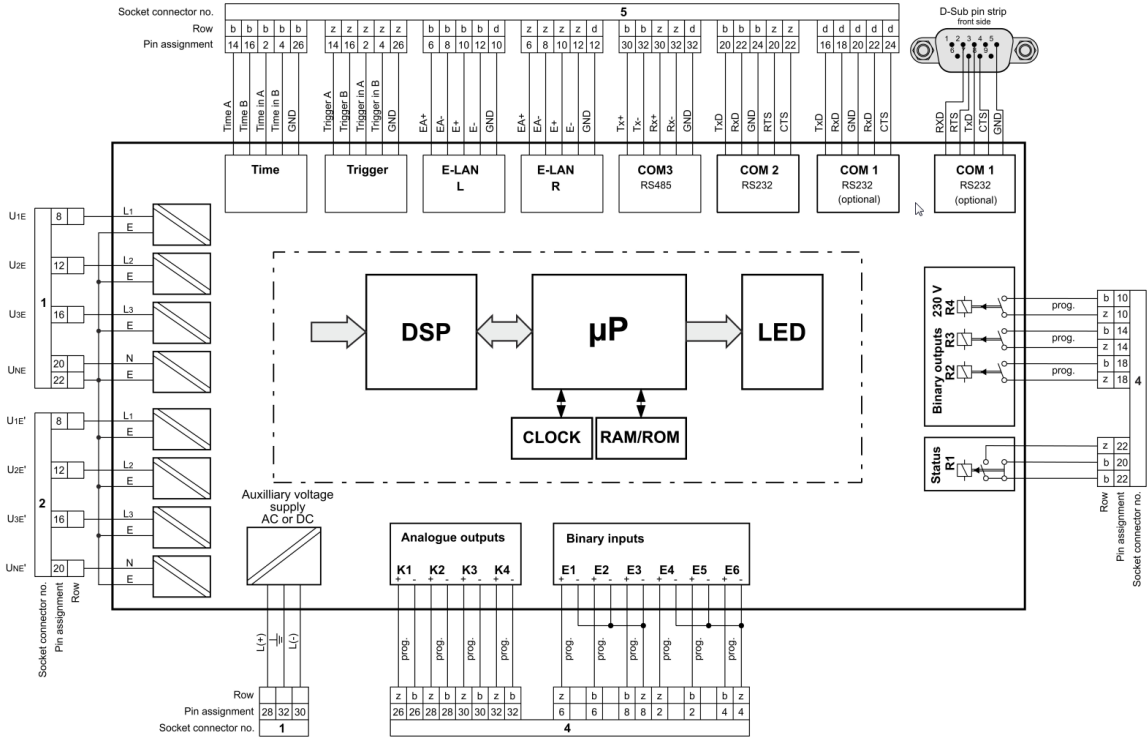 Socket connector no. 5
D-Sub pin strip
front side
Row b b b b b z z z z z b b b b d z z z z d b b z z d b b b z z d d d d d
Pin assignment 14 16 2 4 26 14 16 2 4 26 6 8 10 12 10 6 8 10 12 12 30 32 30 32 32 20 22 24 20 22 16 18 20 22 24
1 2 3 4 5
6 8 9
Time A Time B Time in A Time in B GND Trigger A Trigger B Trigger in A Trigger in B GND EA+ EA- E+ E- GND EA+ EA- E+ E- GND Tx+ Tx- Rx+ Rx- GND TxD RxD GND RTS CTS TxD RxD GND RxD CTS RXD RTS TxD CTS GND
Time Trigger E-LAN E-LAN COM3 COM 2 COM 1 COM 1
L R RS485 RS232 RS232 RS232
(optional) (optional)
U1E 8 L1
E
U2E 12 L2
E
1
U3E 16 L3
E
UNE 20 N
22 E
U1E' 8 L1
E
U2E' 12 L2
E
2
U3E' 16 L3
E
UNE' 20 N
E
Socket connector no.
Pin assignment
Row
DSP µP LED
CLOCK RAM/ROM
Binary outputs 230 V
R4
R3
R2
prog.
prog.
prog.
b 10
z 10
b 14
z 14
b 18
z 18
4
Status
R1
z 22
b 20
b 22
Row
Pin assignment
Socket connector no.
Auxilliary voltage
supply
AC or DC
L(+) L(-)
Row
Pin assignment 28 32 30
Socket connector no. 1
Analogue outputs
K1 K2 K3 K4
+ - + - + - + -
prog. prog. prog. prog.
z b z b z b z b
26 26 28 28 30 30 32 32
Binary inputs
E1 E2 E3 E4 E5 E6
+ - + - + - + - + - + -
prog. prog. prog. prog. prog. prog.
z b b z z b b z
6 6 8 8 2 2 4 4
4